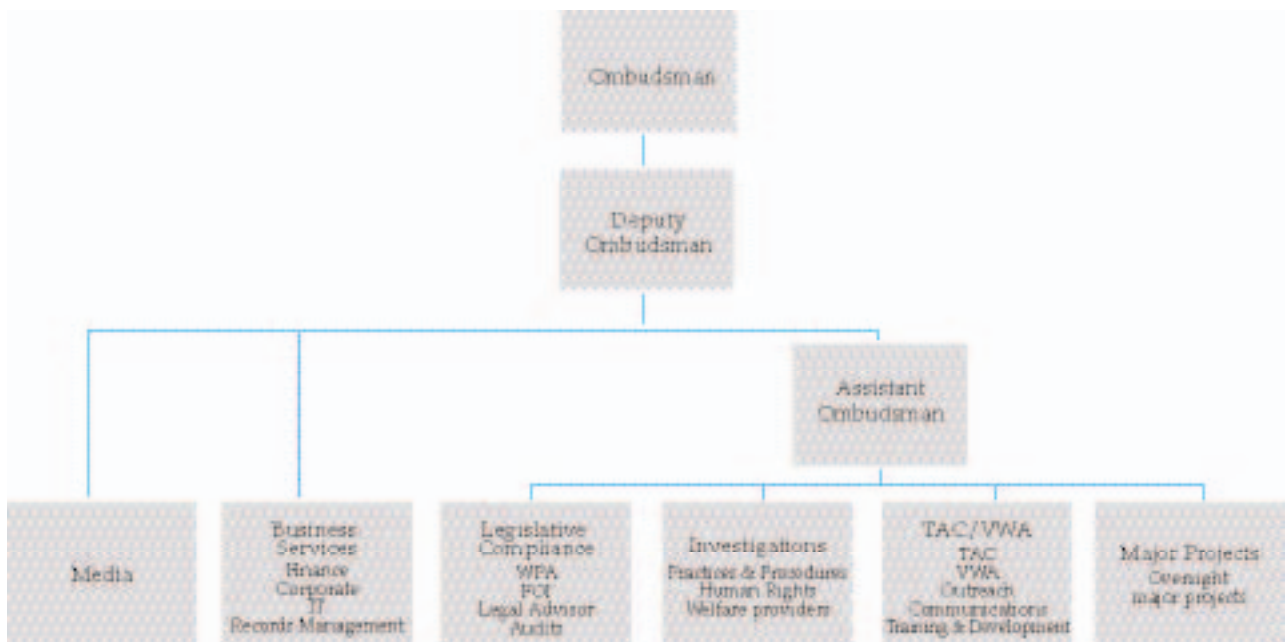 Ombudsman
Deputy
Ombudsman
Assistant
Ombudsman
Media
Business
Services
Finance
Corporate
IT
Records Management
Legislative
Compliance
WPA
FOI
Legal Advisor
Audits
Investigations
Practices & Procedures
Human Rights
Welfare providers
TAC/VWA
TAC
VWA
Outreach
Communications
Training & Development
Major Projects
major projects